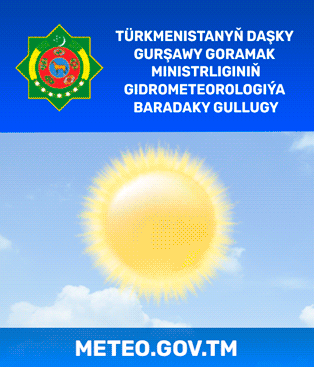 TÜRKMENISTANYŇ DAŞKY
GURŞAWY GORAMAK
MINISTRLIGINIŇ
GIDROMETEOROLOGIÝA
BARADAKY GULLUGY
METEO.GOV.TM